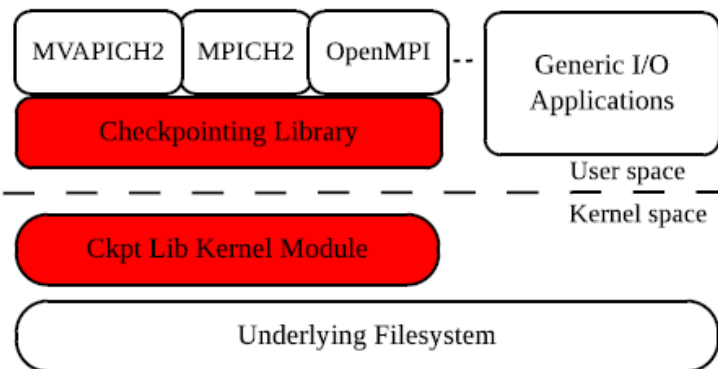 MVAPICH2
MPICH2
OpenMPI
--
Generic I/O
Applications
Checkpointing Library
User space
Kernel space
Ckpt Lib Kernel Module
Underlying Filesystem